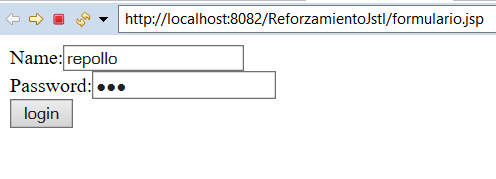 http://localhost:8082/ReforzamientoJstl/formulario.jsp
Name: repollo
Password: ●●●
login